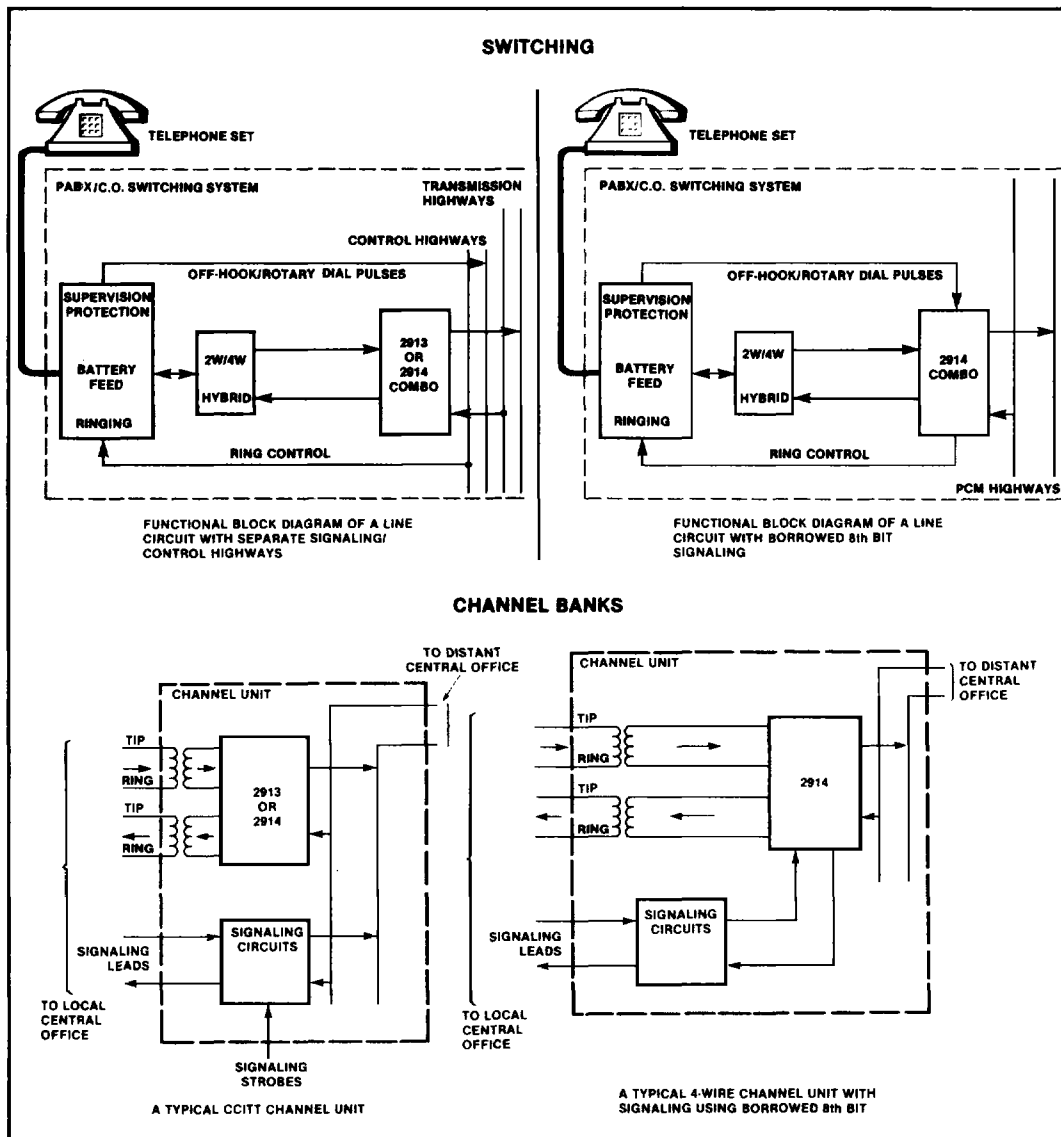 SWITCHING
TELEPHONE SET
PABX/C.O. SWITCHING SYSTEM
TRANSMISSION
HIGHWAYS
CONTROL HIGHWAYS
OFF-HOOK/ROTARY DIAL PULSES
SUPERVISION
PROTECTION
BATTERY
FEED
RINGING
2W/4W
HYBRID
2913
OR
2914
COMBO
RING CONTROL
FUNCTIONAL BLOCK DIAGRAM OF A LINE
CIRCUIT WITH SEPARATE SIGNALING/
CONTROL HIGHWAYS
TELEPHONE SET
PABX/C.O. SWITCHING SYSTEM
OFF-HOOK/ROTARY DIAL PULSES
SUPERVISION
PROTECTION
BATTERY
FEED
RINGING
2W/4W
HYBRID
2914
COMBO
RING CONTROL
PCM HIGHWAYS
FUNCTIONAL BLOCK DIAGRAM OF A LINE
CIRCUIT WITH BORROWED 8th BIT
SIGNALING
CHANNEL BANKS
TO DISTANT
CENTRAL OFFICE
CHANNEL UNIT
TIP
RING
TIP
RING
2913
OR
2914
SIGNALING
CIRCUITS
SIGNALING
LEADS
TO LOCAL
CENTRAL
OFFICE
SIGNALING
STROBES
A TYPICAL CCITT CHANNEL UNIT
CHANNEL UNIT
TO DISTANT
CENTRAL
OFFICE
TIP
RING
TIP
RING
2914
SIGNALING
CIRCUITS
SIGNALING
LEADS
TO LOCAL
CENTRAL
OFFICE
A TYPICAL 4-WIRE CHANNEL UNIT WITH
SIGNALING USING BORROWED 8th BIT